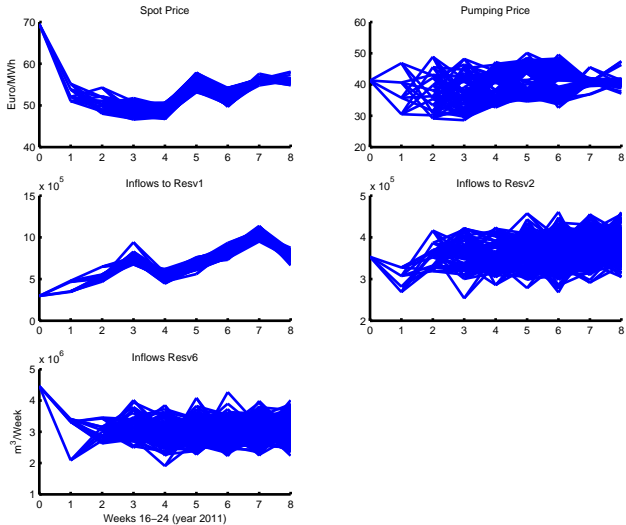 Spot Price
Euro/MWh
70
60
50
40
0 1 2 3 4 5 6 7 8
Pumping Price
60
50
40
30
20
0 1 2 3 4 5 6 7 8
x 10^5
Inflows to Resv1
15
10
5
0
0 1 2 3 4 5 6 7 8
x 10^5
Inflows to Resv2
5
4
3
2
0 1 2 3 4 5 6 7 8
x 10^6
Inflows Resv6
m^3/Week
5
4
3
2
1
0 1 2 3 4 5 6 7 8
Weeks 16−24 (year 2011)